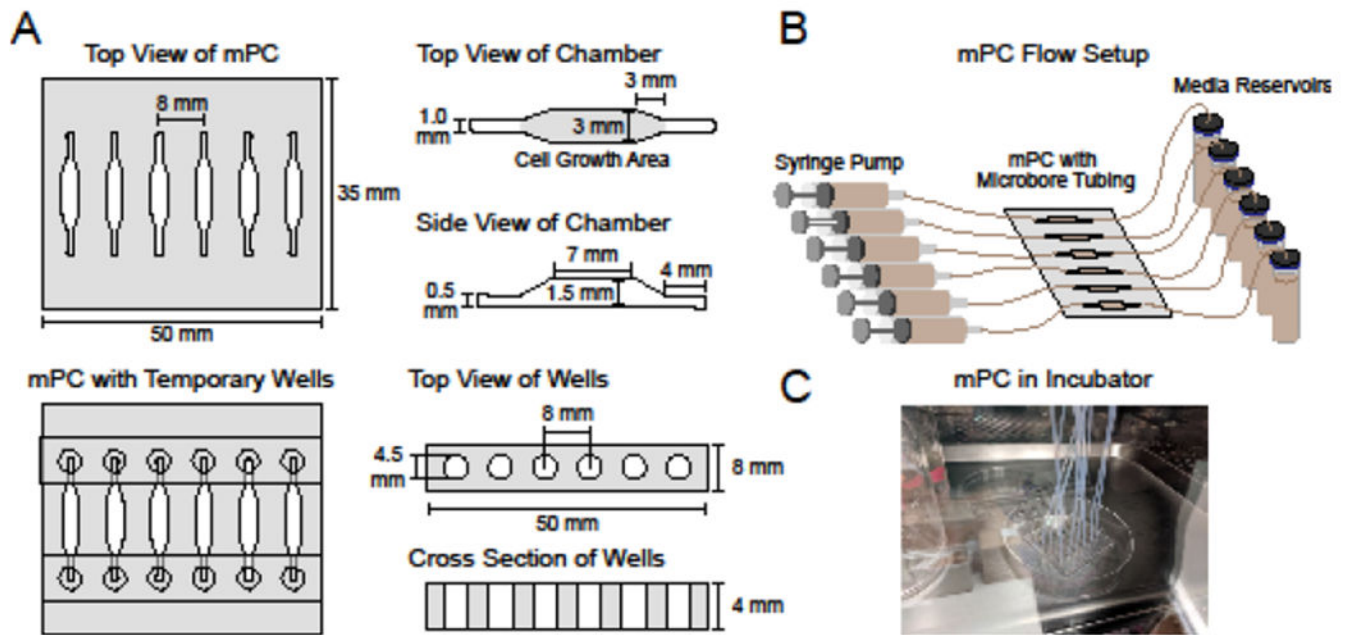 A
Top View of mPC
8 mm
35 mm
50 mm
Top View of Chamber
3 mm
1.0
mm
3 mm
Cell Growth Area
Side View of Chamber
7 mm
4 mm
0.5
mm
1.5 mm
mPC with Temporary Wells
Top View of Wells
8 mm
4.5
mm
8 mm
50 mm
Cross Section of Wells
4 mm
B
mPC Flow Setup
Media Reservoirs
Syringe Pump
mPC with
Microbore Tubing
C
mPC in Incubator